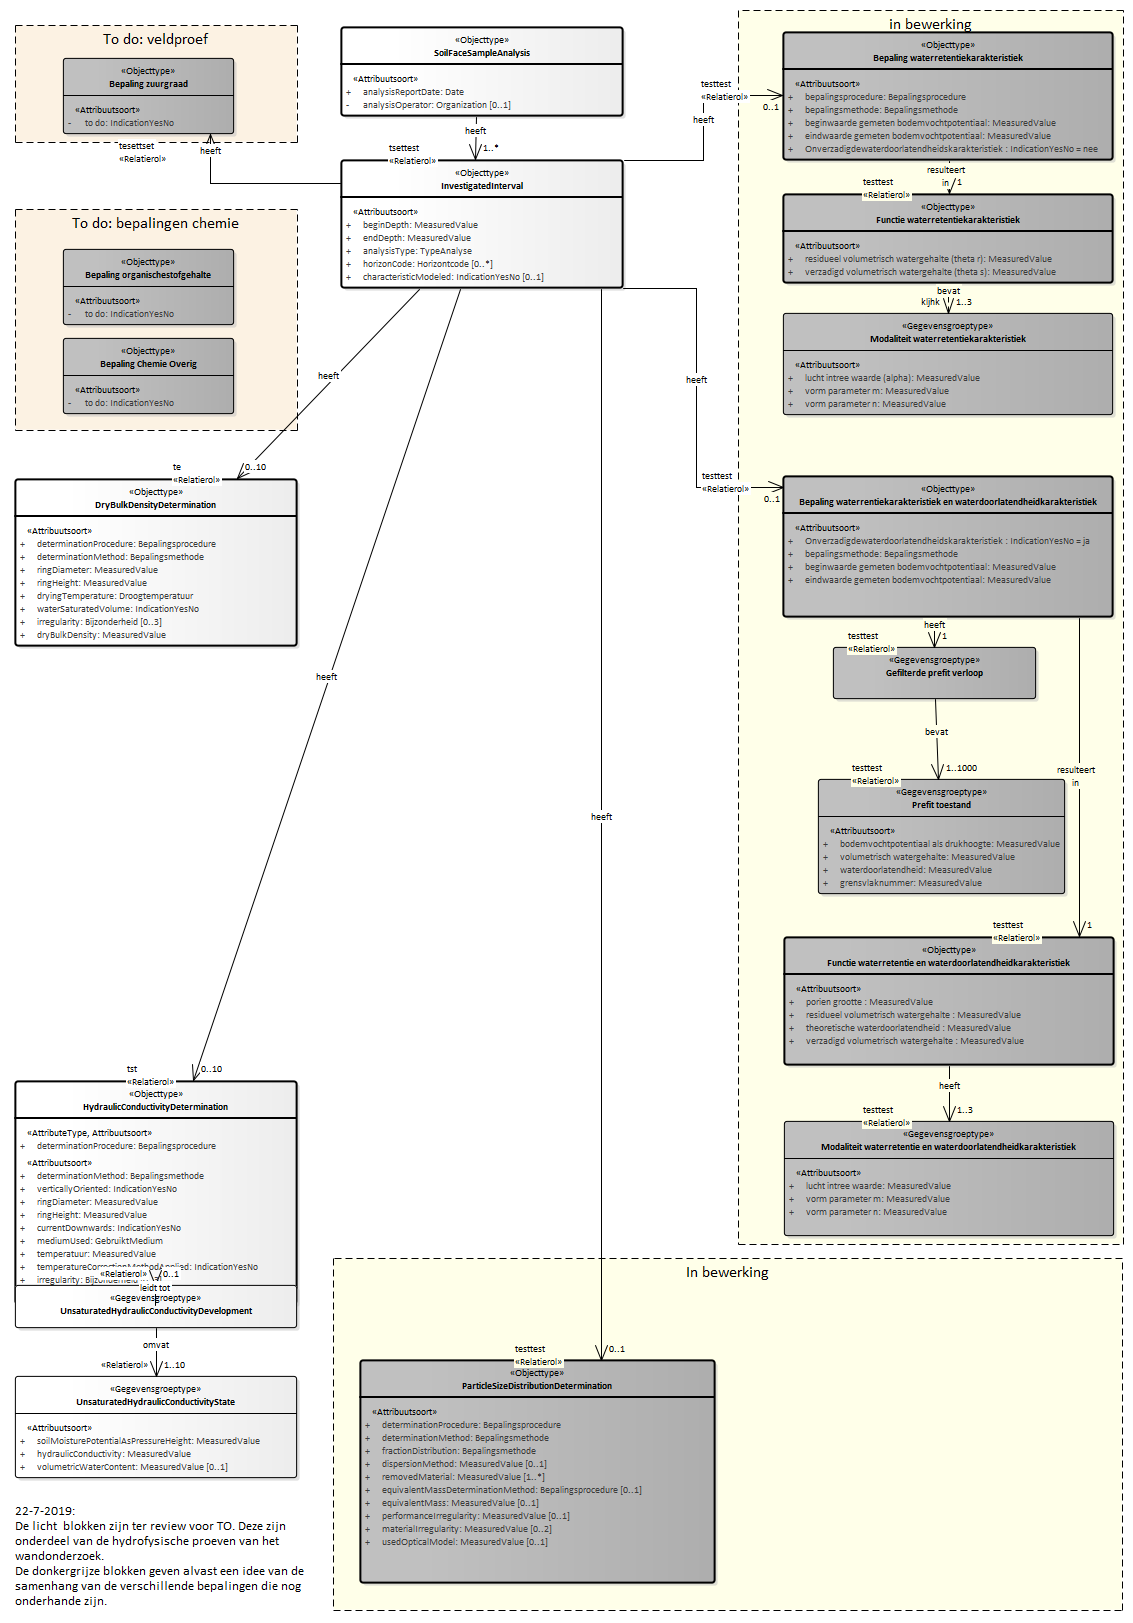 To do: veldproef
«Objecttype»
Bepaling zuurgraad
«Attribuutsoort»
- to do: IndicationYesNo
tesettset
«Relatierol»
heeft
To do: bepalingen chemie
«Objecttype»
Bepaling organischestofgehalte
«Attribuutsoort»
- to do: IndicationYesNo
«Objecttype»
Bepaling Chemie Overig
«Attribuutsoort»
- to do: IndicationYesNo
«Objecttype»
SoilFaceSampleAnalysis
«Attribuutsoort»
+ analysisReportDate: Date
- analysisOperator: Organization [0..1]
heeft
1..*
tsettest
«Relatierol»
«Objecttype»
InvestigatedInterval
«Attribuutsoort»
+ beginDepth: MeasuredValue
+ endDepth: MeasuredValue
+ analysisType: TypeAnalyse
+ horizonCode: Horizontcode [0..*]
+ characteristicModeled: IndicationYesNo [0..1]
testtest
«Relatierol»
0..1
heeft
in bewerking
«Objecttype»
Bepaling waterretentiekarakteristiek
«Attribuutsoort»
+ bepalingsprocedure: Bepalingsprocedure
+ bepalingsmethode: Bepalingsmethode
+ beginwaarde gemeten bodemvochtpotentiaal: MeasuredValue
+ eindwaarde gemeten bodemvochtpotentiaal: MeasuredValue
+ Onverzadigdewaterdoorlatendheidskarakteristiek : IndicationYesNo = nee
resulteert
in
1
testtest
«Relatierol»
«Objecttype»
Functie waterretentiekarakteristiek
«Attribuutsoort»
+ residueel volumetrisch watergehalte (theta r): MeasuredValue
+ verzadigd volumetrisch watergehalte (theta s): MeasuredValue
bevat
kljhk
1..3
«Gegevensgroeptype»
Modaliteit waterretentiekarakteristiek
«Attribuutsoort»
+ lucht intree waarde (alpha): MeasuredValue
+ vorm parameter m: MeasuredValue
+ vorm parameter n: MeasuredValue
heeft
testtest
«Relatierol»
0..1
«Objecttype»
Bepaling waterrentiekarakteristiek en waterdoorlatendheidkarakteristiek
«Attribuutsoort»
+ Onverzadigdewaterdoorlatendheidskarakteristiek : IndicationYesNo = ja
+ bepalingsmethode: Bepalingsmethode
+ beginwaarde gemeten bodemvochtpotentiaal: MeasuredValue
+ eindwaarde gemeten bodemvochtpotentiaal: MeasuredValue
heeft
1
testtest
«Relatierol»
«Gegevensgroeptype»
Gefilterde prefit verloop
bevat
testtest
«Relatierol»
1..1000
«Gegevensgroeptype»
Prefit toestand
«Attribuutsoort»
+ bodemvochtpotentiaal als drukhoogte: MeasuredValue
+ volumetrisch watergehalte: MeasuredValue
+ waterdoorlatendheid: MeasuredValue
+ grensvlaknummer: MeasuredValue
resulteert
in
testtest
«Relatierol»
1
«Objecttype»
Functie waterretentie en waterdoorlatendheidkarakteristiek
«Attribuutsoort»
+ porien grootte : MeasuredValue
+ residueel volumetrisch watergehalte : MeasuredValue
+ theoretische waterdoorlatendheid : MeasuredValue
+ verzadigd volumetrisch watergehalte : MeasuredValue
heeft
testtest
«Relatierol»
1..3
«Gegevensgroeptype»
Modaliteit waterretentie en waterdoorlatendheidkarakteristiek
«Attribuutsoort»
+ lucht intree waarde: MeasuredValue
+ vorm parameter m: MeasuredValue
+ vorm parameter n: MeasuredValue
heeft
te
«Relatierol»
0..10
«Objecttype»
DryBulkDensityDetermination
«Attribuutsoort»
+ determinationProcedure: Bepalingsprocedure
+ determinationMethod: Bepalingsmethode
+ ringDiameter: MeasuredValue
+ ringHeight: MeasuredValue
+ dryingTemperature: Droogtemperatuur
+ waterSaturatedVolume: IndicationYesNo
+ irregularity: Bijzonderheid [0..3]
+ dryBulkDensity: MeasuredValue
heeft
tst
«Relatierol»
0..10
«Objecttype»
HydraulicConductivityDetermination
«AttributeType, Attribuutsoort»
+ determinationProcedure: Bepalingsprocedure
«Attribuutsoort»
+ determinationMethod: Bepalingsmethode
+ verticallyOriented: IndicationYesNo
+ ringDiameter: MeasuredValue
+ ringHeight: MeasuredValue
+ currentDownwards: IndicationYesNo
+ mediumUsed: GebruiktMedium
+ temperatuur: MeasuredValue
+ temperatureCorrectionMethodApplied: IndicationYesNo
+ irregularity:
«Relatierol»
0..1
leidt tot
«Gegevensgroeptype»
UnsaturatedHydraulicConductivityDevelopment
omvat
«Relatierol»
1..10
«Gegevensgroeptype»
UnsaturatedHydraulicConductivityState
«Attribuutsoort»
+ soilMoisturePotentialAsPressureHeight: MeasuredValue
+ hydraulicConductivity: MeasuredValue
+ volumetricWaterContent: MeasuredValue [0..1]
heeft
In bewerking
testtest
«Relatierol»
0..1
«Objecttype»
ParticleSizeDistributionDetermination
«Attribuutsoort»
+ determinationProcedure: Bepalingsprocedure
+ determinationMethod: Bepalingsmethode
+ fractionDistribution: Bepalingsmethode
+ dispersionMethod: MeasuredValue [0..1]
+ removedMaterial: MeasuredValue [1..*]
+ equivalentMassDeterminationMethod: Bepalingsprocedure [0..1]
+ equivalentMass: MeasuredValue [0..1]
+ performanceIrregularity: MeasuredValue [0..1]
+ materialIrregularity: MeasuredValue [0..2]
+ usedOpticalModel: MeasuredValue [0..1]
22-7-2019:
De licht blokken zijn ter review voor TO. Deze zijn
onderdeel van de hydrofysische proeven van het
wandonderzoek.
De donkergrijze blokken geven alvast een idee van de
samenhang van de verschillende bepalingen die nog
onderhande zijn.